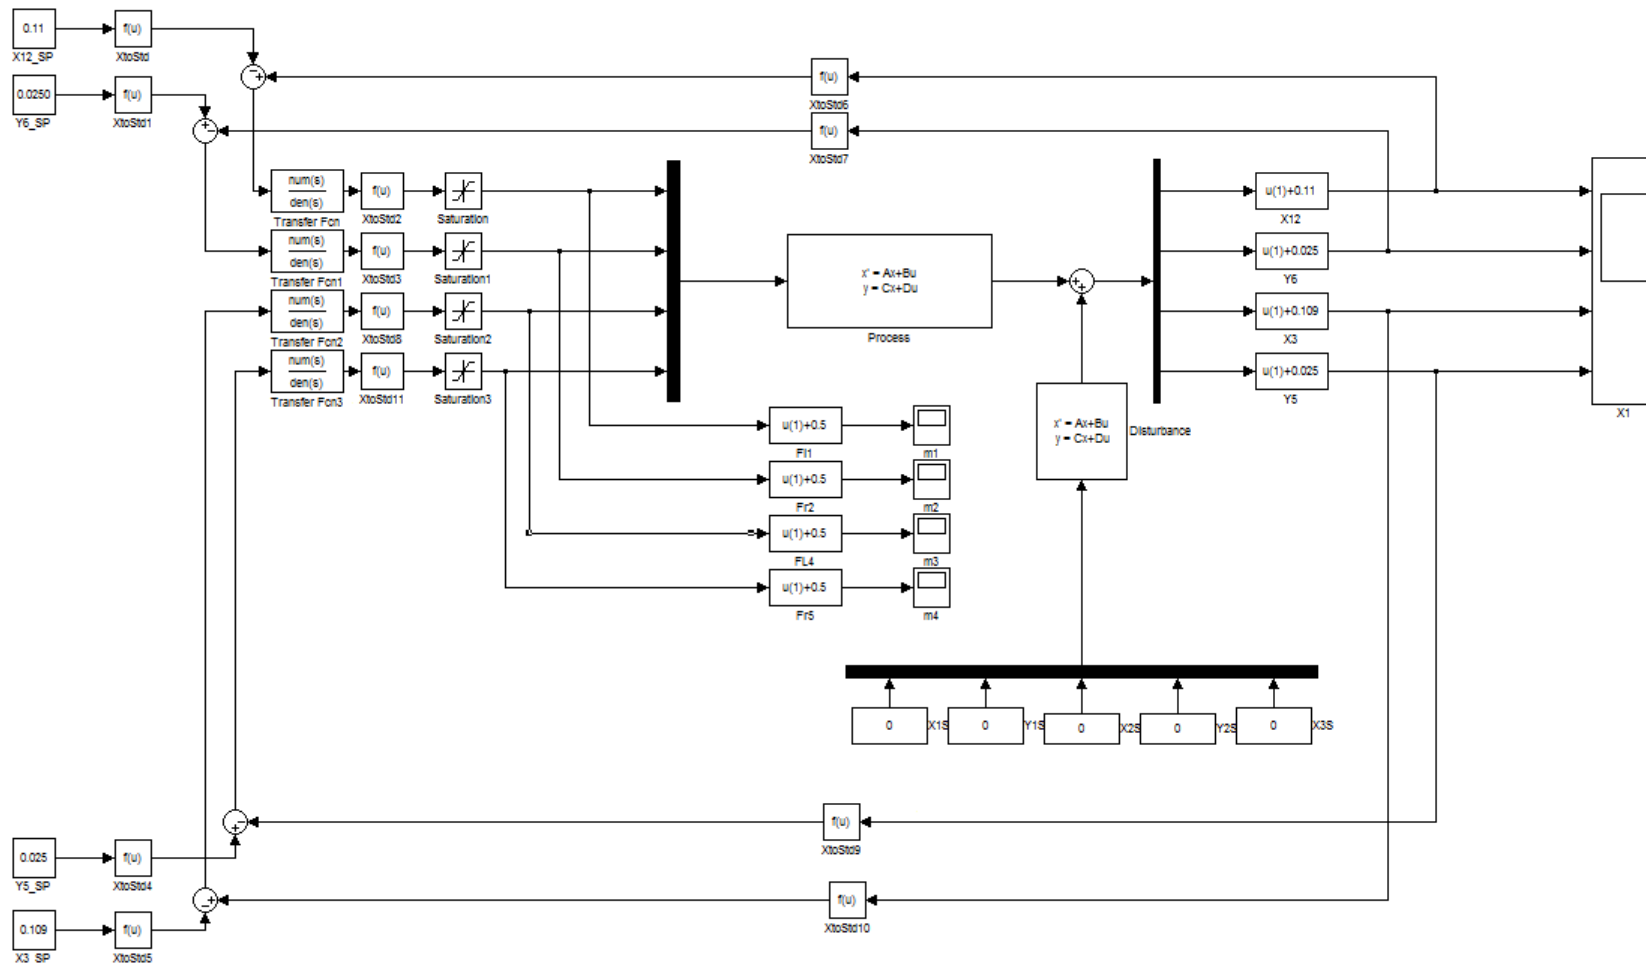 0.11
f(u)
X12_SP
XtoStd
0.0250
f(u)
Y6_SP
XtoStd1
f(u)
XtoStd6
f(u)
XtoStd7
num(s)
den(s)
Transfer Fcn
f(u)
XtoStd2
Saturation
num(s)
den(s)
Transfer Fcn1
f(u)
XtoStd3
Saturation1
num(s)
den(s)
Transfer Fcn2
f(u)
XtoStd8
Saturation2
num(s)
den(s)
Transfer Fcn3
f(u)
XtoStd11
Saturation3
x' = Ax+Bu
y = Cx+Du
Process
u(1)+0.11
X12
u(1)+0.025
Y6
u(1)+0.109
X3
u(1)+0.025
Y5
X1
x' = Ax+Bu
y = Cx+Du
Disturbance
u(1)+0.5
Fl1
m1
u(1)+0.5
Fr2
m2
u(1)+0.5
FL4
m3
u(1)+0.5
Fr5
m4
0
X1S
0
Y1S
0
X2S
0
Y2S
0
X3S
f(u)
XtoStd9
0.025
f(u)
Y5_SP
XtoStd4
f(u)
XtoStd10
0.109
f(u)
X3_SP
XtoStd5